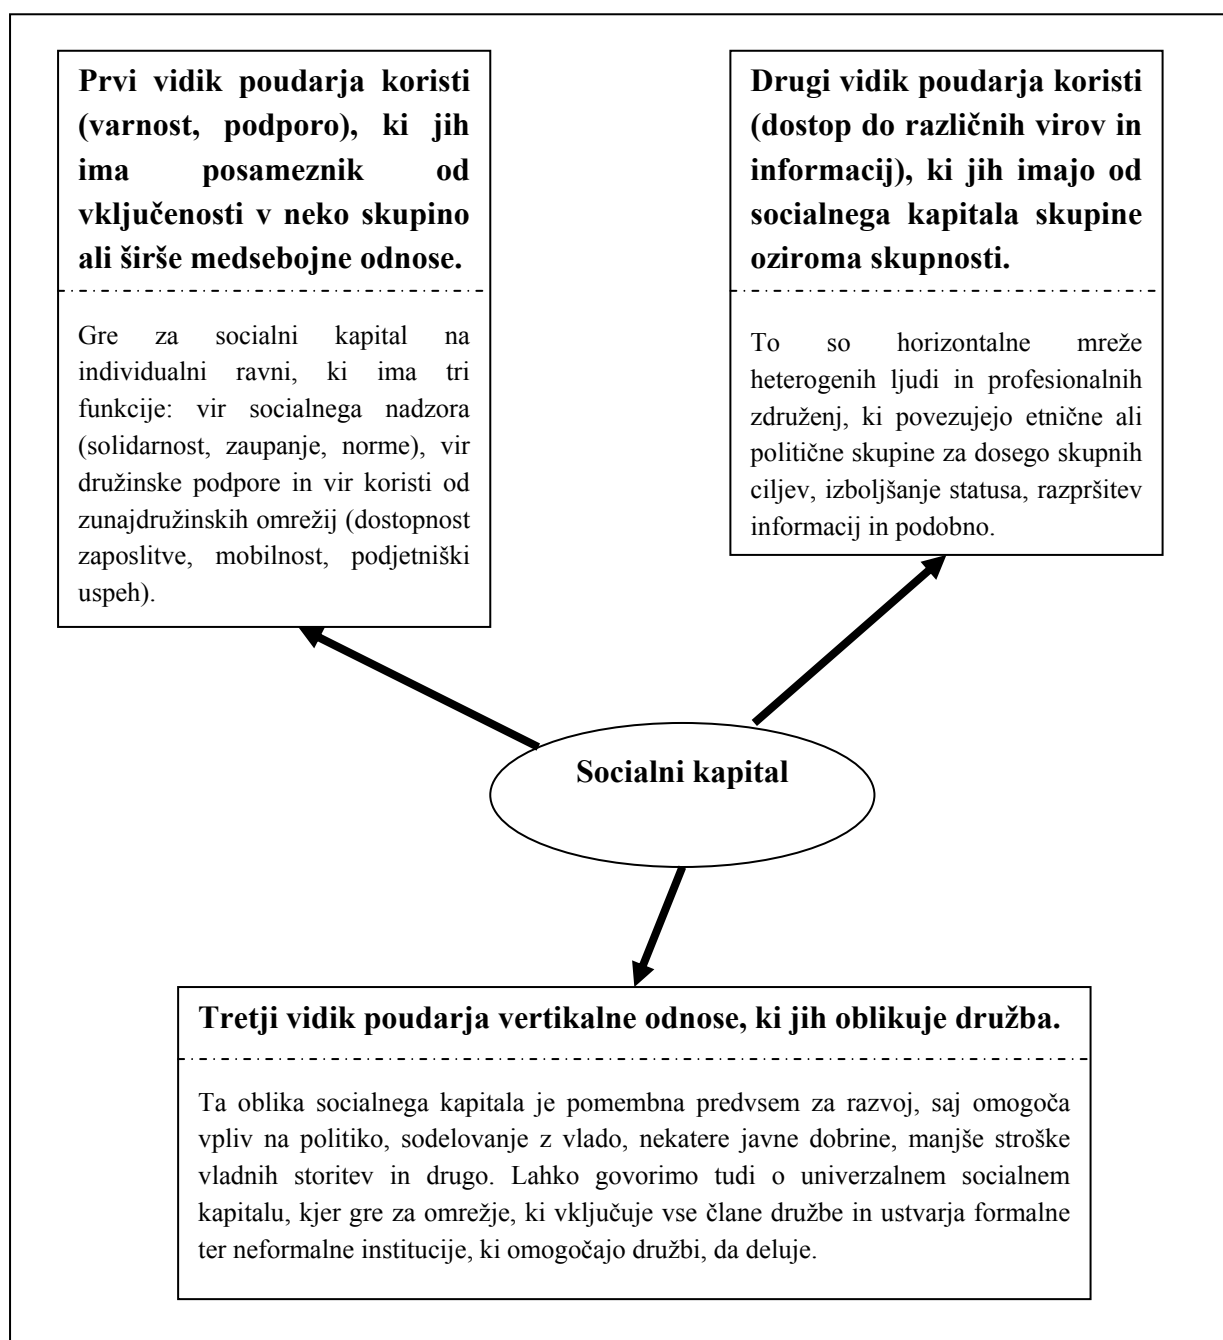 Prvi vidik poudarja koristi
(varnost, podporo), ki jih
ima posameznik od
vključenosti v neko skupino
ali širše medsebojne odnose.
Gre za socialni kapital na
individualni ravni, ki ima tri
funkcije: vir socialnega nadzora
(solidarnost, zaupanje, norme), vir
družinske podpore in vir koristi od
zunajdružinskih omrežij (dostopnost
zaposlitve, mobilnost, podjetniški
uspeh).
Drugi vidik poudarja koristi
(dostop do različnih virov in
informacij), ki jih imajo od
socialnega kapitala skupine
oziroma skupnosti.
To so horizontalne mreže
heterogenih ljudi in profesionalnih
združenj, ki povezujejo etnične ali
politične skupine za dosego skupnih
ciljev, izboljšanje statusa, razpršitev
informacij in podobno.
Socialni kapital
Tretji vidik poudarja vertikalne odnose, ki jih oblikuje družba.
Ta oblika socialnega kapitala je pomembna predvsem za razvoj, saj omogoča
vpliv na politiko, sodelovanje z vlado, nekatere javne dobrine, manjše stroške
vladnih storitev in drugo. Lahko govorimo tudi o univerzalnem socialnem
kapitalu, kjer gre za omrežje, ki vključuje vse člane družbe in ustvarja formalne
ter neformalne institucije, ki omogočajo družbi, da deluje.